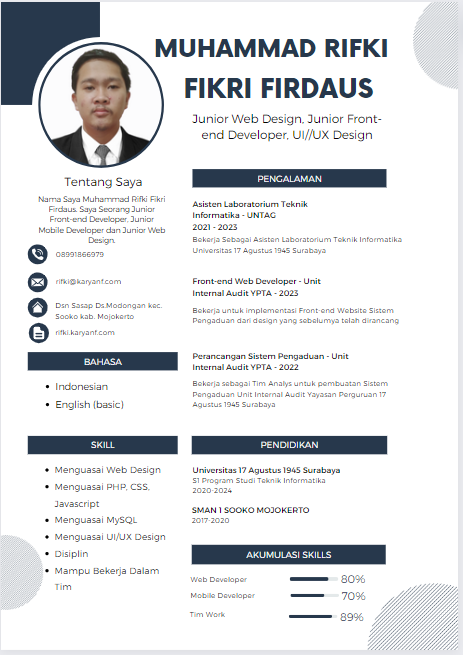 MUHAMMAD RIFKI
FIKRI FIRDAUS
Junior Web Design, Junior Front-
end Developer, UI//UX Design
Tentang Saya
Nama Saya Muhammad Rifki Fikri
Firdaus. Saya Seorang Junior
Front-end Developer, Junior
Mobile Developer dan Junior Web
Design.
08991866979
rifki@karyanf.com
Dsn Sasap Ds.Modongan kec.
Sooko kab. Mojokerto
rifki.karyanf.com
BAHASA
Indonesian
English (basic)
SKILL
Menguasai Web Design
Menguasai PHP, CSS,
Javascript
Menguasai MySQL
Menguasai UI/UX Design
Disiplin
Mampu Bekerja Dalam
Tim
PENGALAMAN
Asisten Laboratorium Teknik
Informatika - UNTAG
2021 - 2023
Bekerja Sebagai Asisten Laboratorium Teknik Informatika
Universitas 17 Agustus 1945 Surabaya
Front-end Web Developer - Unit
Internal Audit YPTA - 2023
Bekerja untuk implementasi Front-end Website Sistem
Pengaduan dari design yang sebelumya telah dirancang
Perancangan Sistem Pengaduan - Unit
Internal Audit YPTA - 2022
Bekerja sebagai Tim Analys untuk pembuatan Sistem
Pengaduan Unit Internal Audit Yayasan Perguruan 17
Agustus 1945 Surabaya
PENDIDIKAN
Universitas 17 Agustus 1945 Surabaya
S1 Program Studi Teknik Informatika
2020-2024
SMAN 1 SOOKO MOJOKERTO
2017-2020
AKUMULASI SKILLS
Web Developer 80%
Mobile Developer 70%
Tim Work 89%